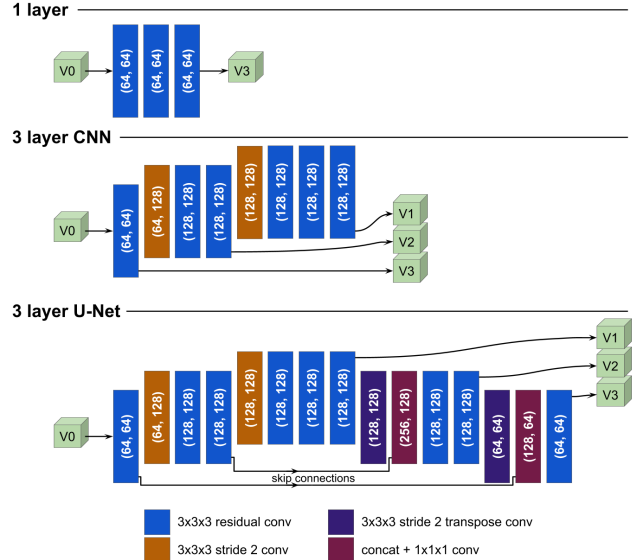 1 layer
V0
(64, 64)
(64, 64)
(64, 64)
V3
3 layer CNN
V0
(64, 64)
(64, 128)
(128, 128)
(128, 128)
(128, 128)
(128, 128)
(128, 128)
(128, 128)
V1
V2
V3
3 layer U-Net
V0
(64, 64)
(64, 128)
(128, 128)
(128, 128)
(128, 128)
(128, 128)
(128, 128)
(128, 128)
(128, 128)
(256, 128)
(128, 128)
(128, 128)
(64, 64)
(128, 64)
(64, 64)
V1
V2
V3
skip connections
3x3x3 residual conv
3x3x3 stride 2 transpose conv
3x3x3 stride 2 conv
concat + 1x1x1 conv